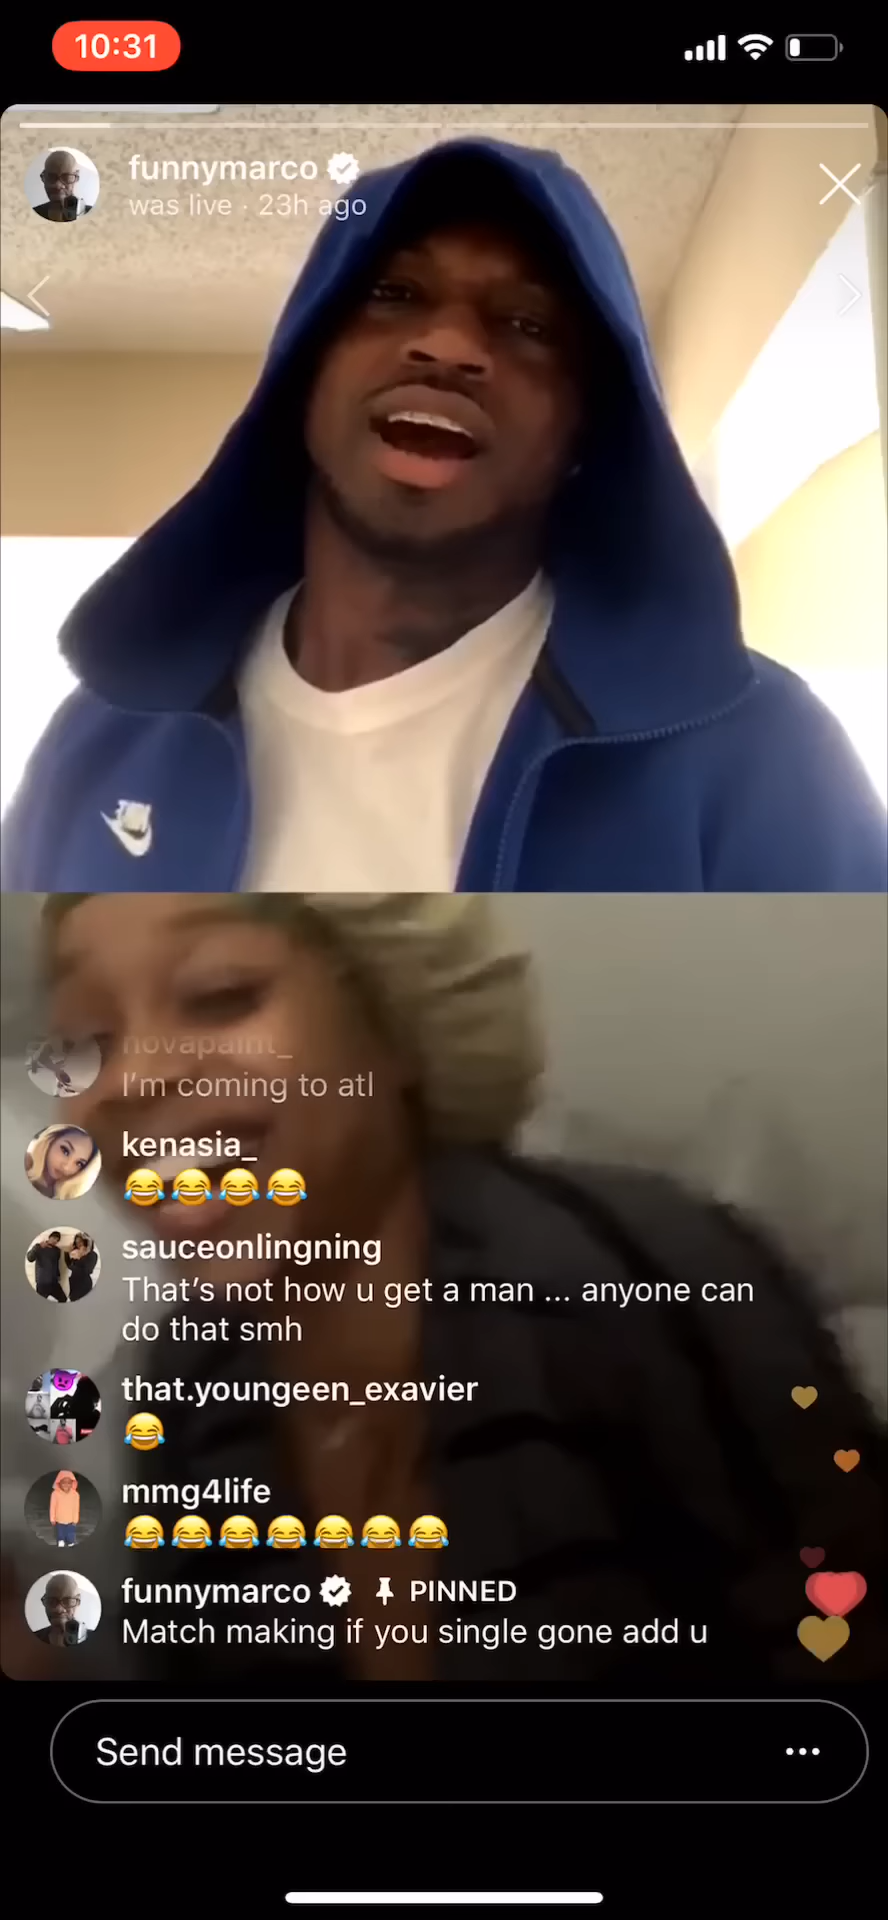 10:31
funnymarco
was live · 23h ago
novapaint_
I'm coming to atl
kenasia_
😂😂😂😂
sauceonlingning
That's not how u get a man ... anyone can
do that smh
that.youngeen_exavier
😂
mmg4life
😂😂😂😂😂😂😂
funnymarco PINNED
Match making if you single gone add u
Send message